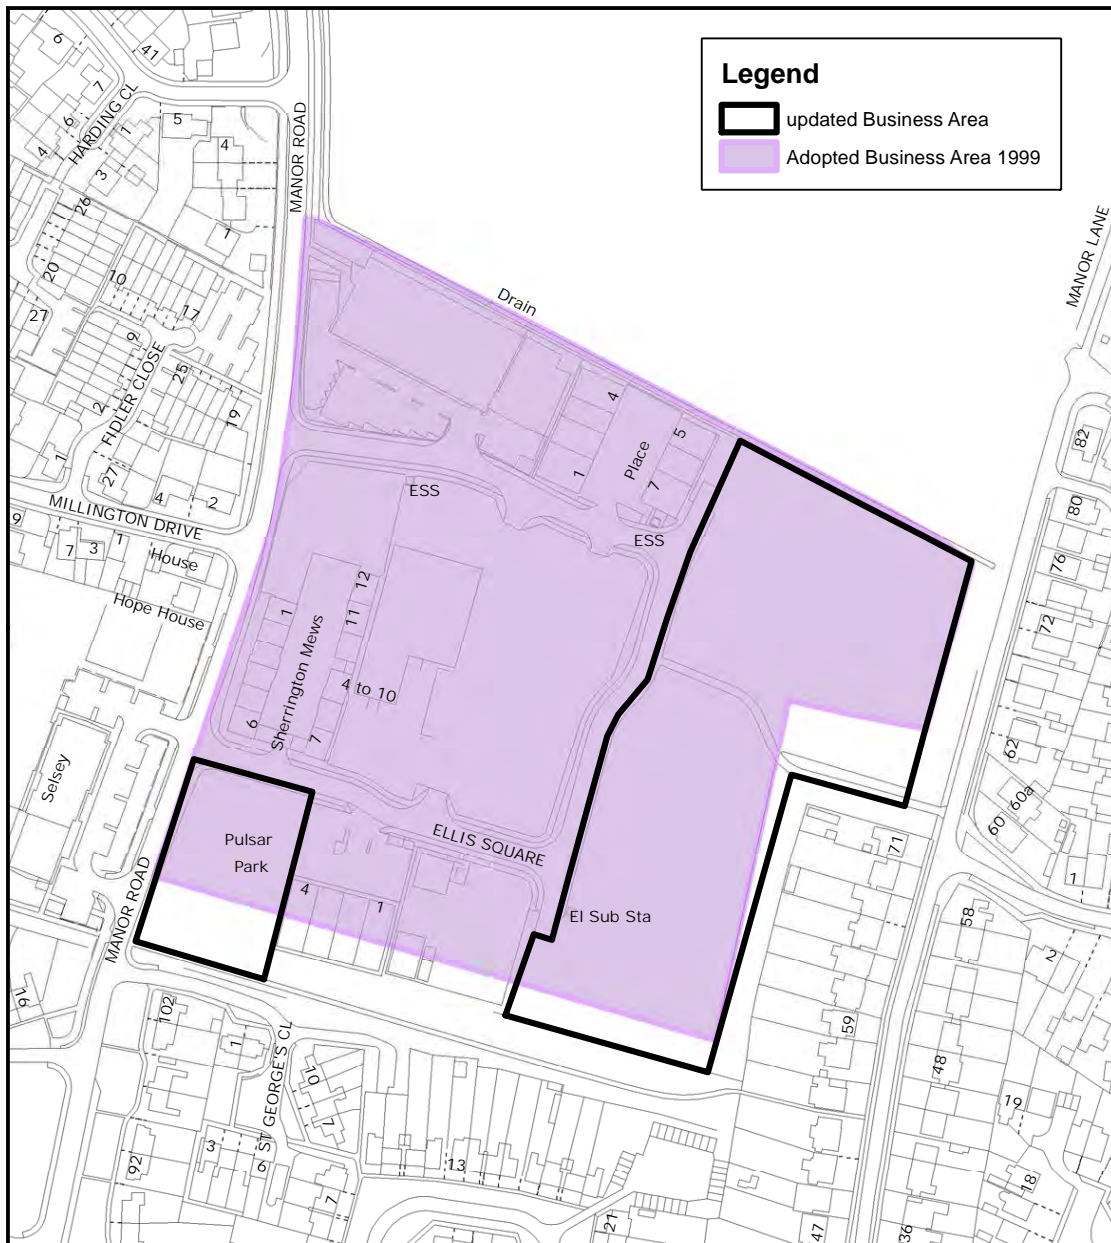 Legend
updated Business Area
Adopted Business Area 1999
6
41
7
HARDING CL
6
1
5
4
4
3
MANOR ROAD
26
1
MANOR LANE
20
10
27
17
Drain
9
FIDLER CLOSE
25
2
19
4
82
5
1
Place
1
27
7
4
2
ESS
80
MILLINGTON DRIVE
9
7
3
1
House
ESS
76
12
Hope House
1
11
72
Sherrington Mews
4 to 10
6
7
62
Selsey
60a
60
ELLIS SQUARE
Pulsar
Park
71
4
1
1
MANOR ROAD
El Sub Sta
58
2
16
102
59
1
ST GEORGE'S CL
10
48
7
19
3
6
92
13
7
18
21
47
36